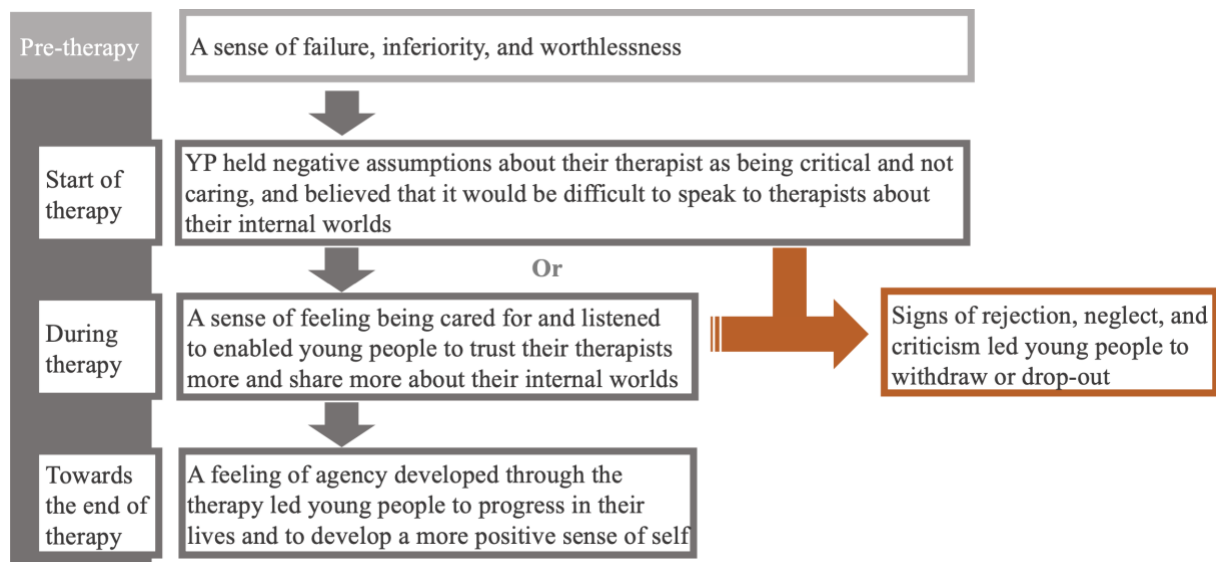 Pre-therapy
A sense of failure, inferiority, and worthlessness
Start of
therapy
YP held negative assumptions about their therapist as being critical and not
caring, and believed that it would be difficult to speak to therapists about
their internal worlds
Or
During
therapy
A sense of feeling being cared for and listened
to enabled young people to trust their therapists
more and share more about their internal worlds
Signs of rejection, neglect, and
criticism led young people to
withdraw or drop-out
Towards
the end of
therapy
A feeling of agency developed through the
therapy led young people to progress in their
lives and to develop a more positive sense of self